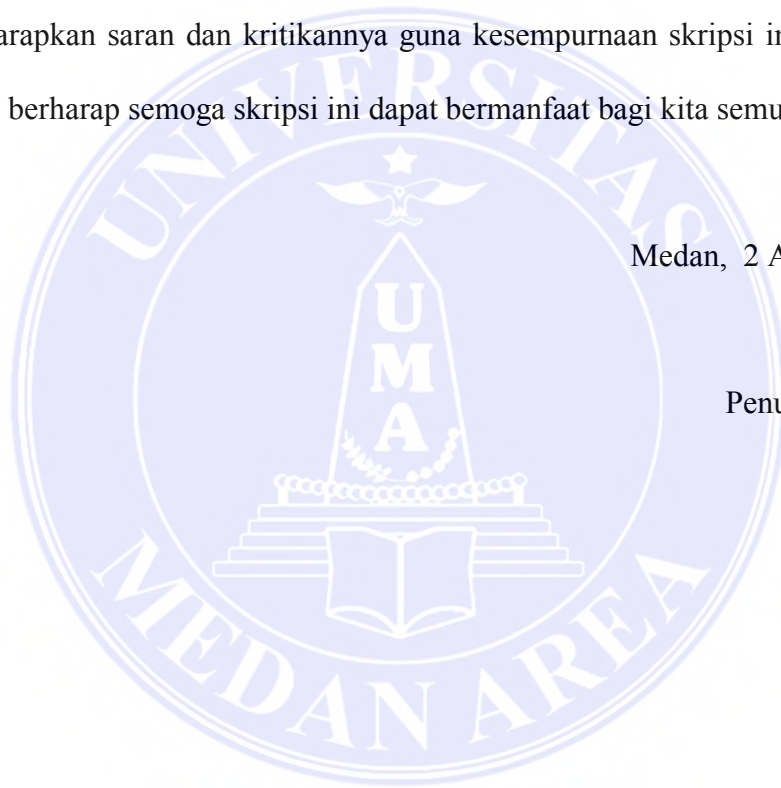 arapkan saran dan kritikannya guna kesempurnaan skripsi in
berharap semoga skripsi ini dapat bermanfaat bagi kita semu
Medan, 2 A
Penu
UNIVERSITAS
U
M
A
MEDAN AREA